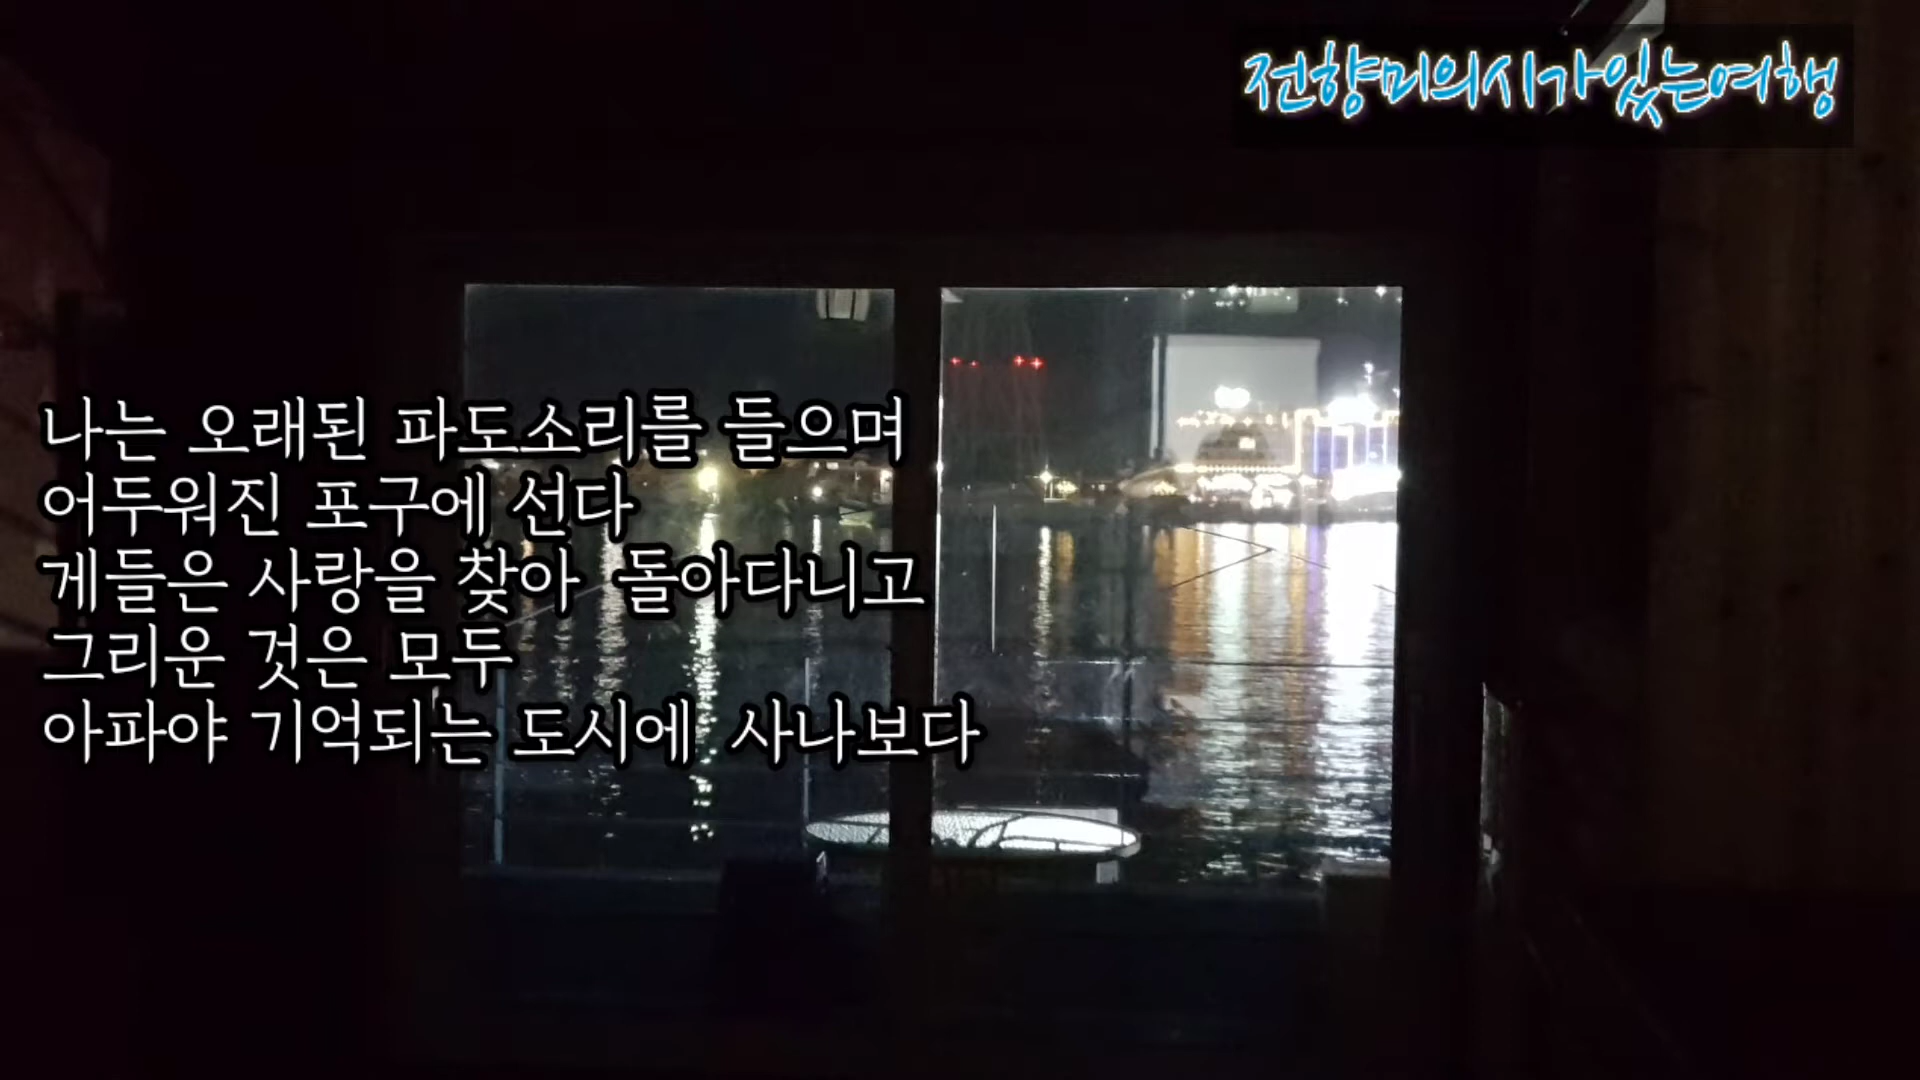 전향미의시가있는여행
나는 오래된 파도소리를 들으며
어두워진 포구에 선다
게들은 사랑을 찾아 돌아다니고
그리운 것은 모두
아파야 기억되는 도시에 사나보다